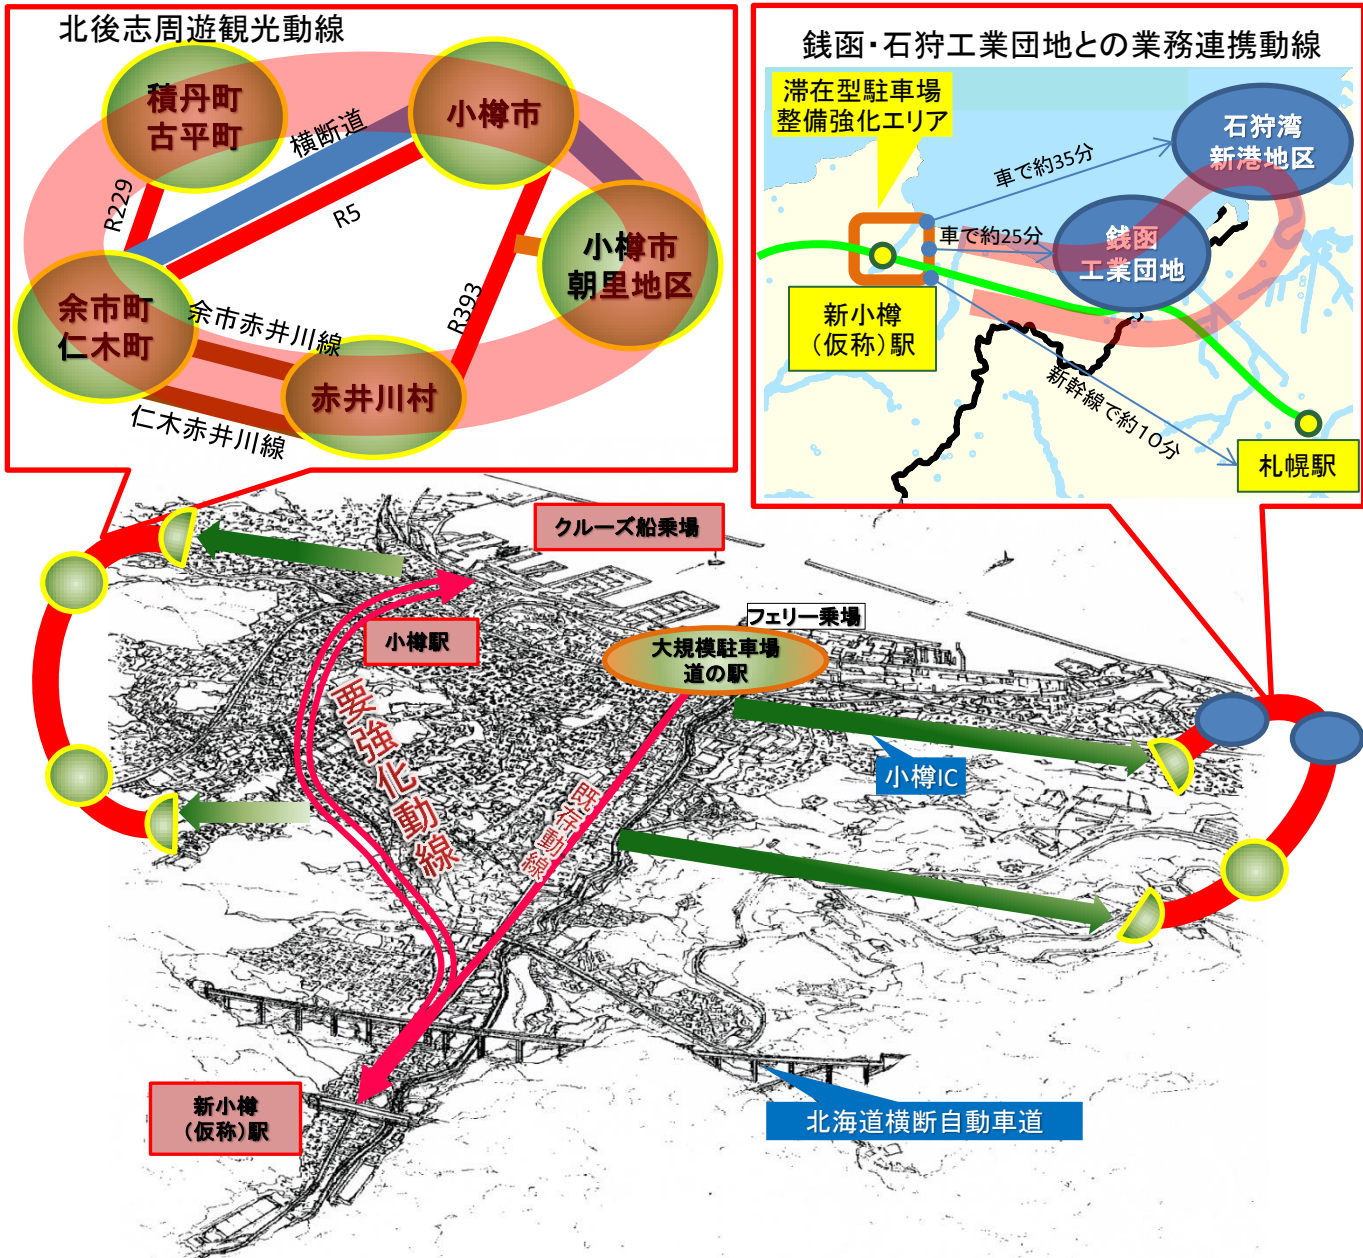 北後志周遊観光動線
積丹町
古平町
小樽市
横断道
R229
R5
小樽市
朝里地区
余市町
仁木町
余市赤井川線
R393
赤井川村
仁木赤井川線
銭函・石狩工業団地との業務連携動線
滞在型駐車場
整備強化エリア
石狩湾
新港地区
車で約35分
車で約25分
銭函
工業団地
新小樽
（仮称）駅
新幹線で約10分
札幌駅
クルーズ船乗場
フェリー乗場
小樽駅
大規模駐車場
道の駅
要強化動線
小樽IC
既存動線
新小樽
（仮称）駅
北海道横断自動車道